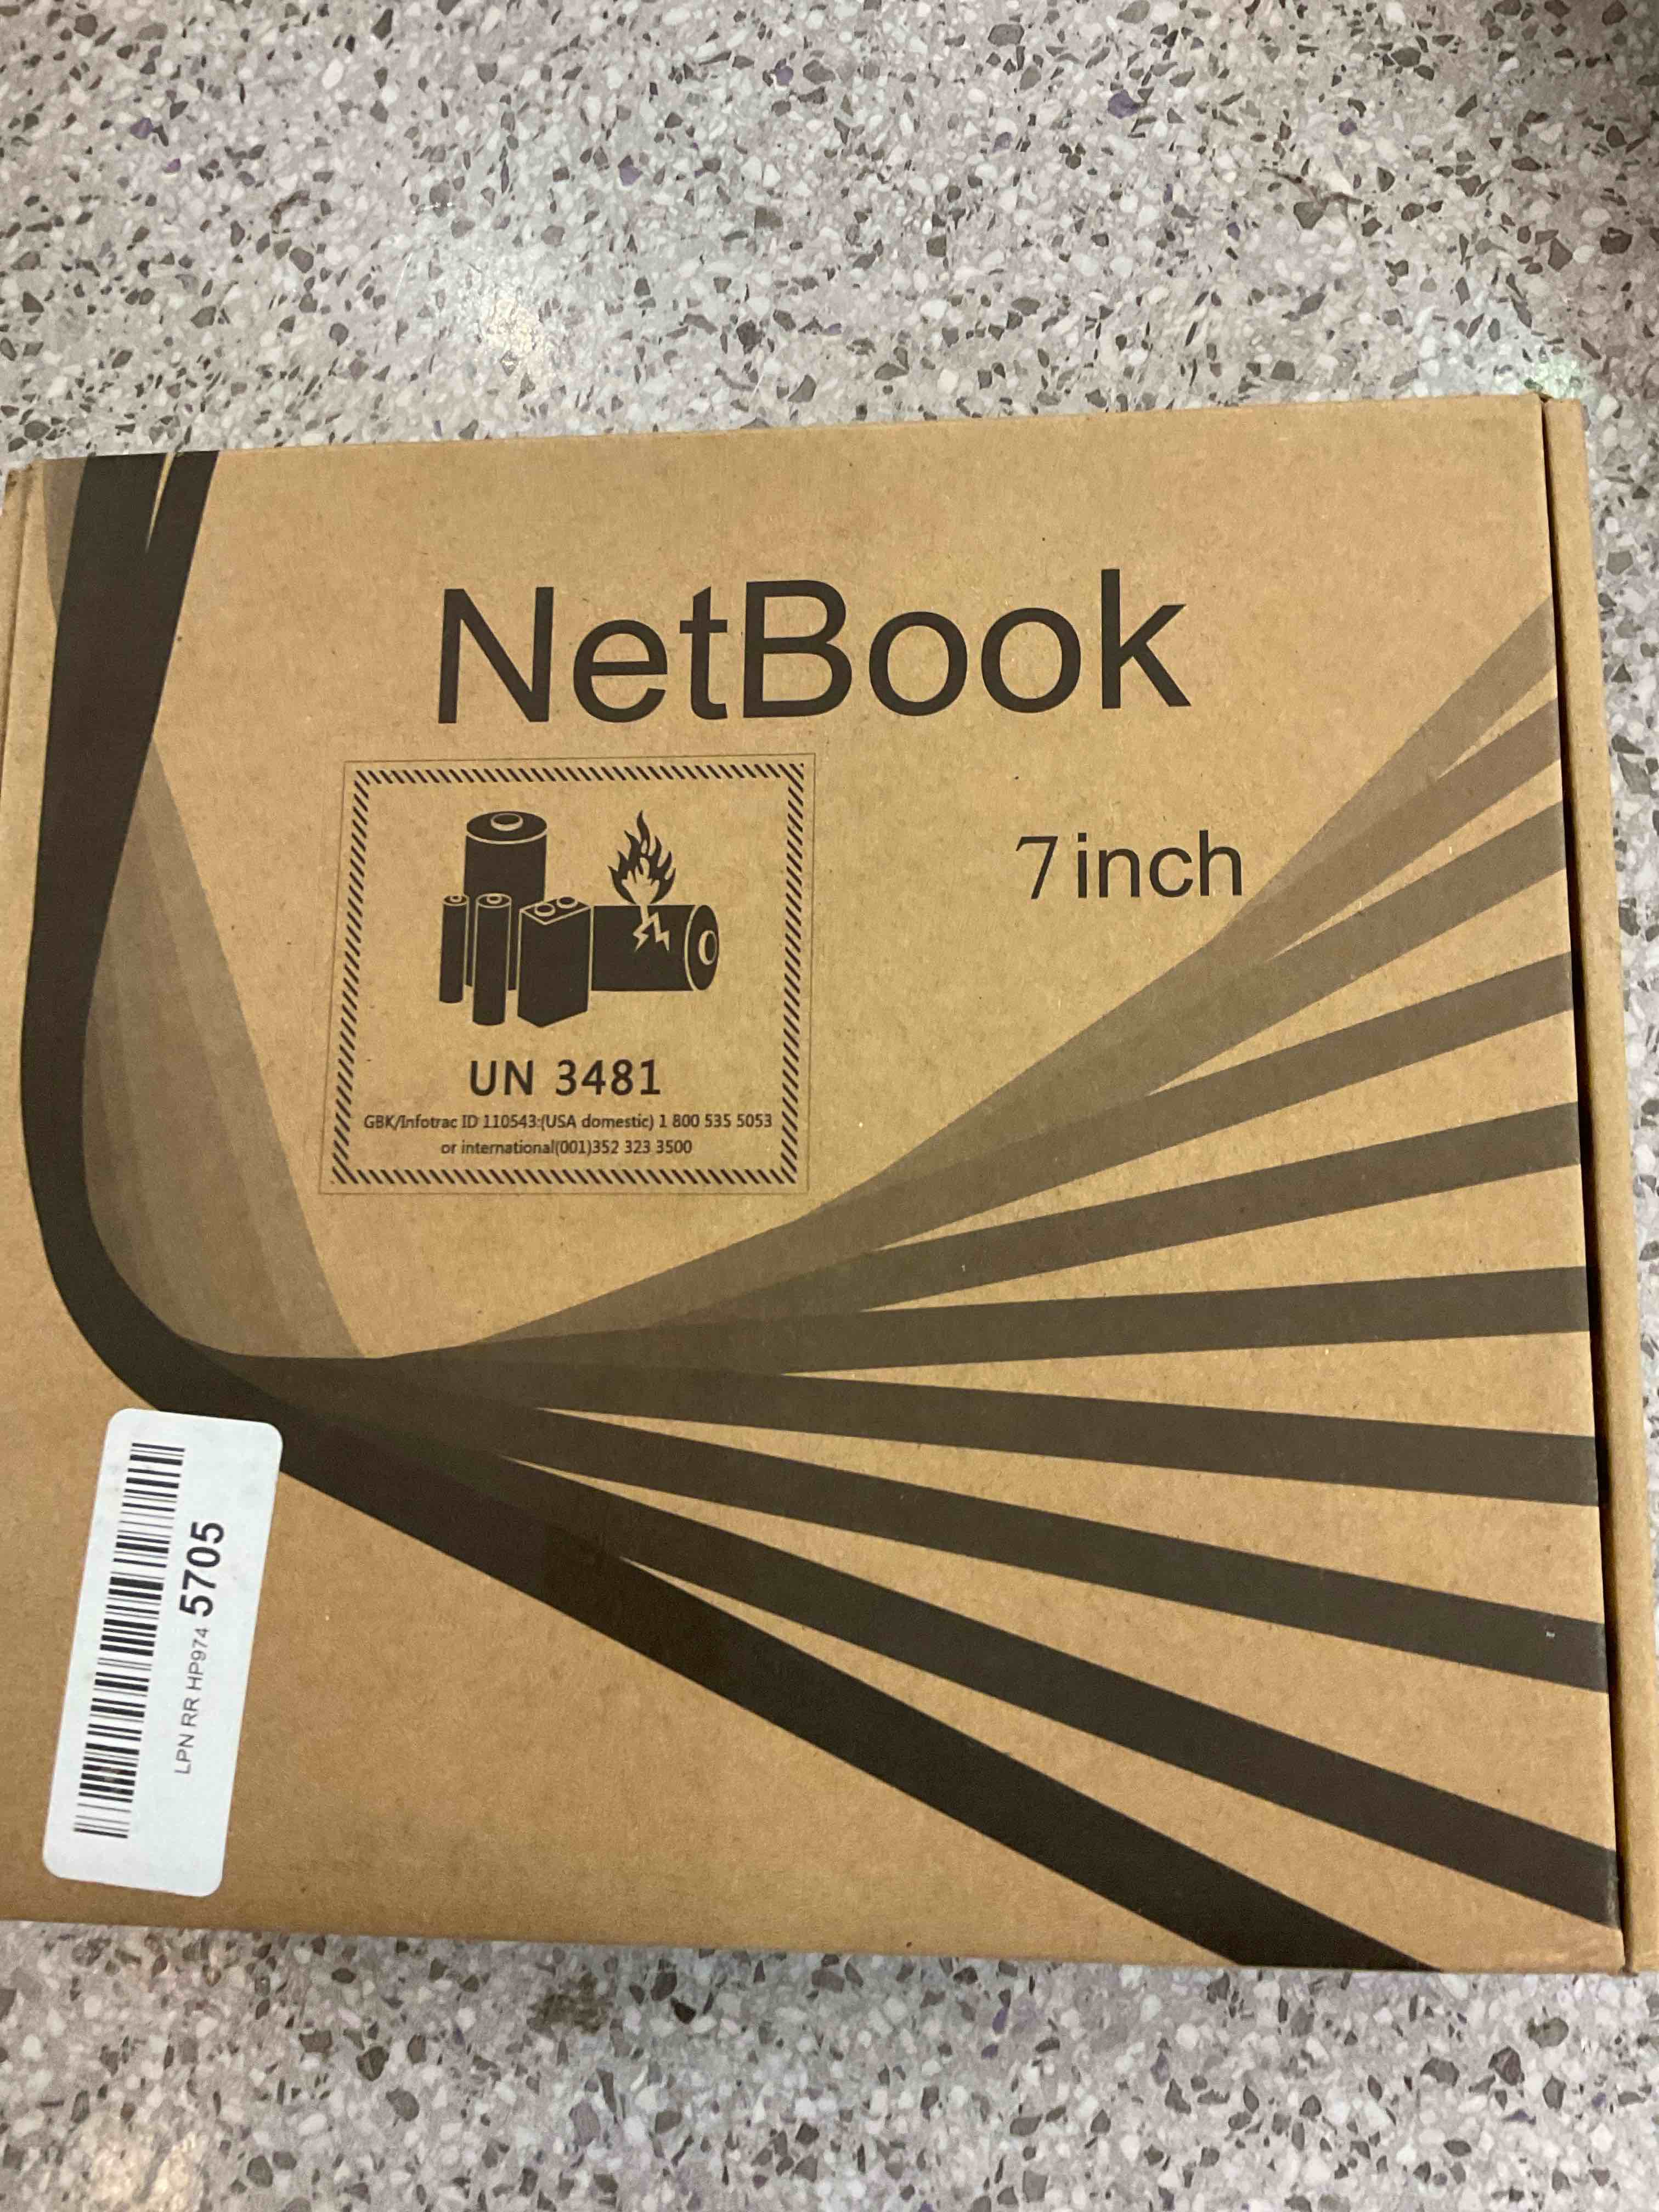 NetBook
7inch
UN 3481
GBK/Infotrac ID 110543:(USA domestic) 1 800 535 5053
or international(001)352 323 3500
LPN RR HP974 5705